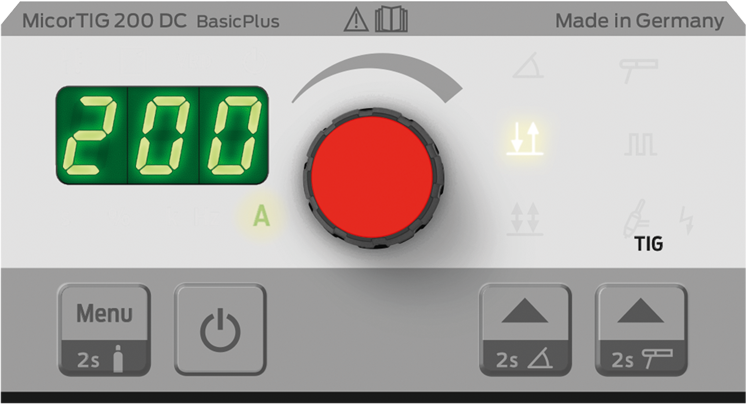 MicorTIG 200 DC BasicPlus
Made in Germany
200
A
TIG
Menu
2s
2s
2s